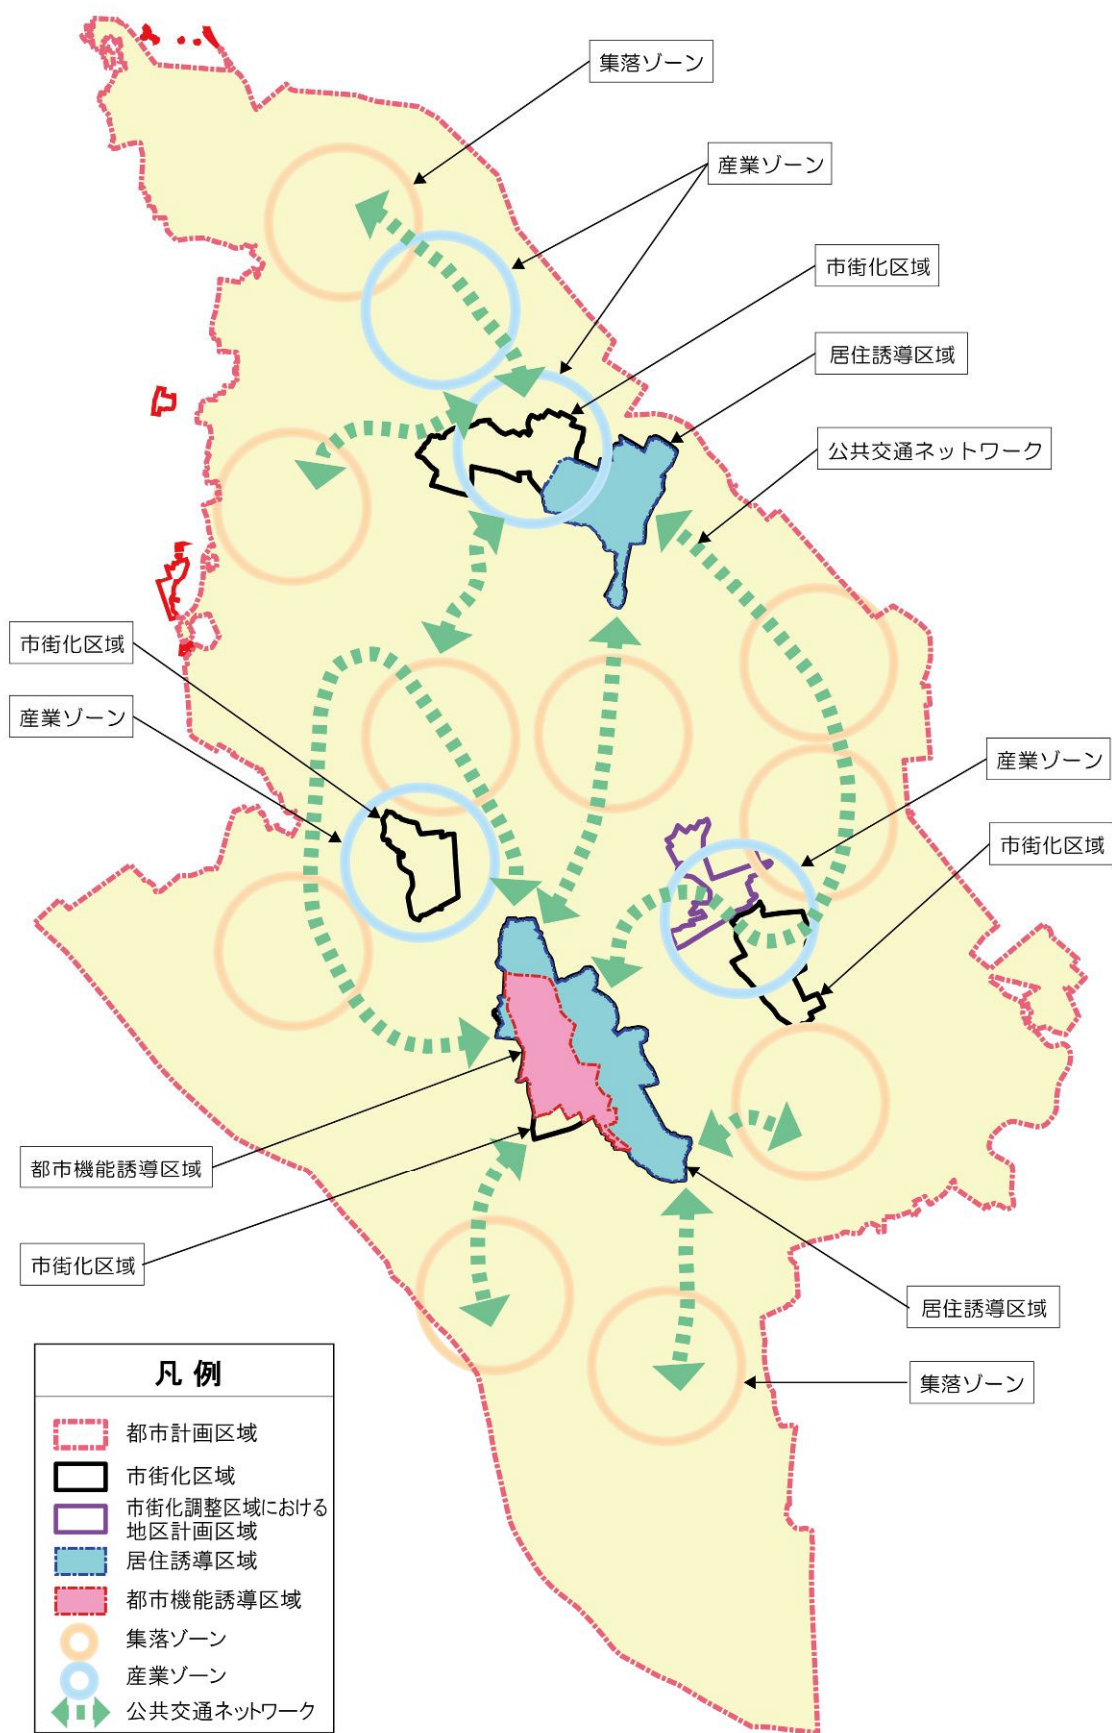 集落ゾーン
産業ゾーン
市街化区域
居住誘導区域
公共交通ネットワーク
市街化区域
産業ゾーン
産業ゾーン
市街化区域
都市機能誘導区域
市街化区域
居住誘導区域
集落ゾーン
凡例
都市計画区域
市街化区域
市街化調整区域における
地区計画区域
居住誘導区域
都市機能誘導区域
集落ゾーン
産業ゾーン
公共交通ネットワーク